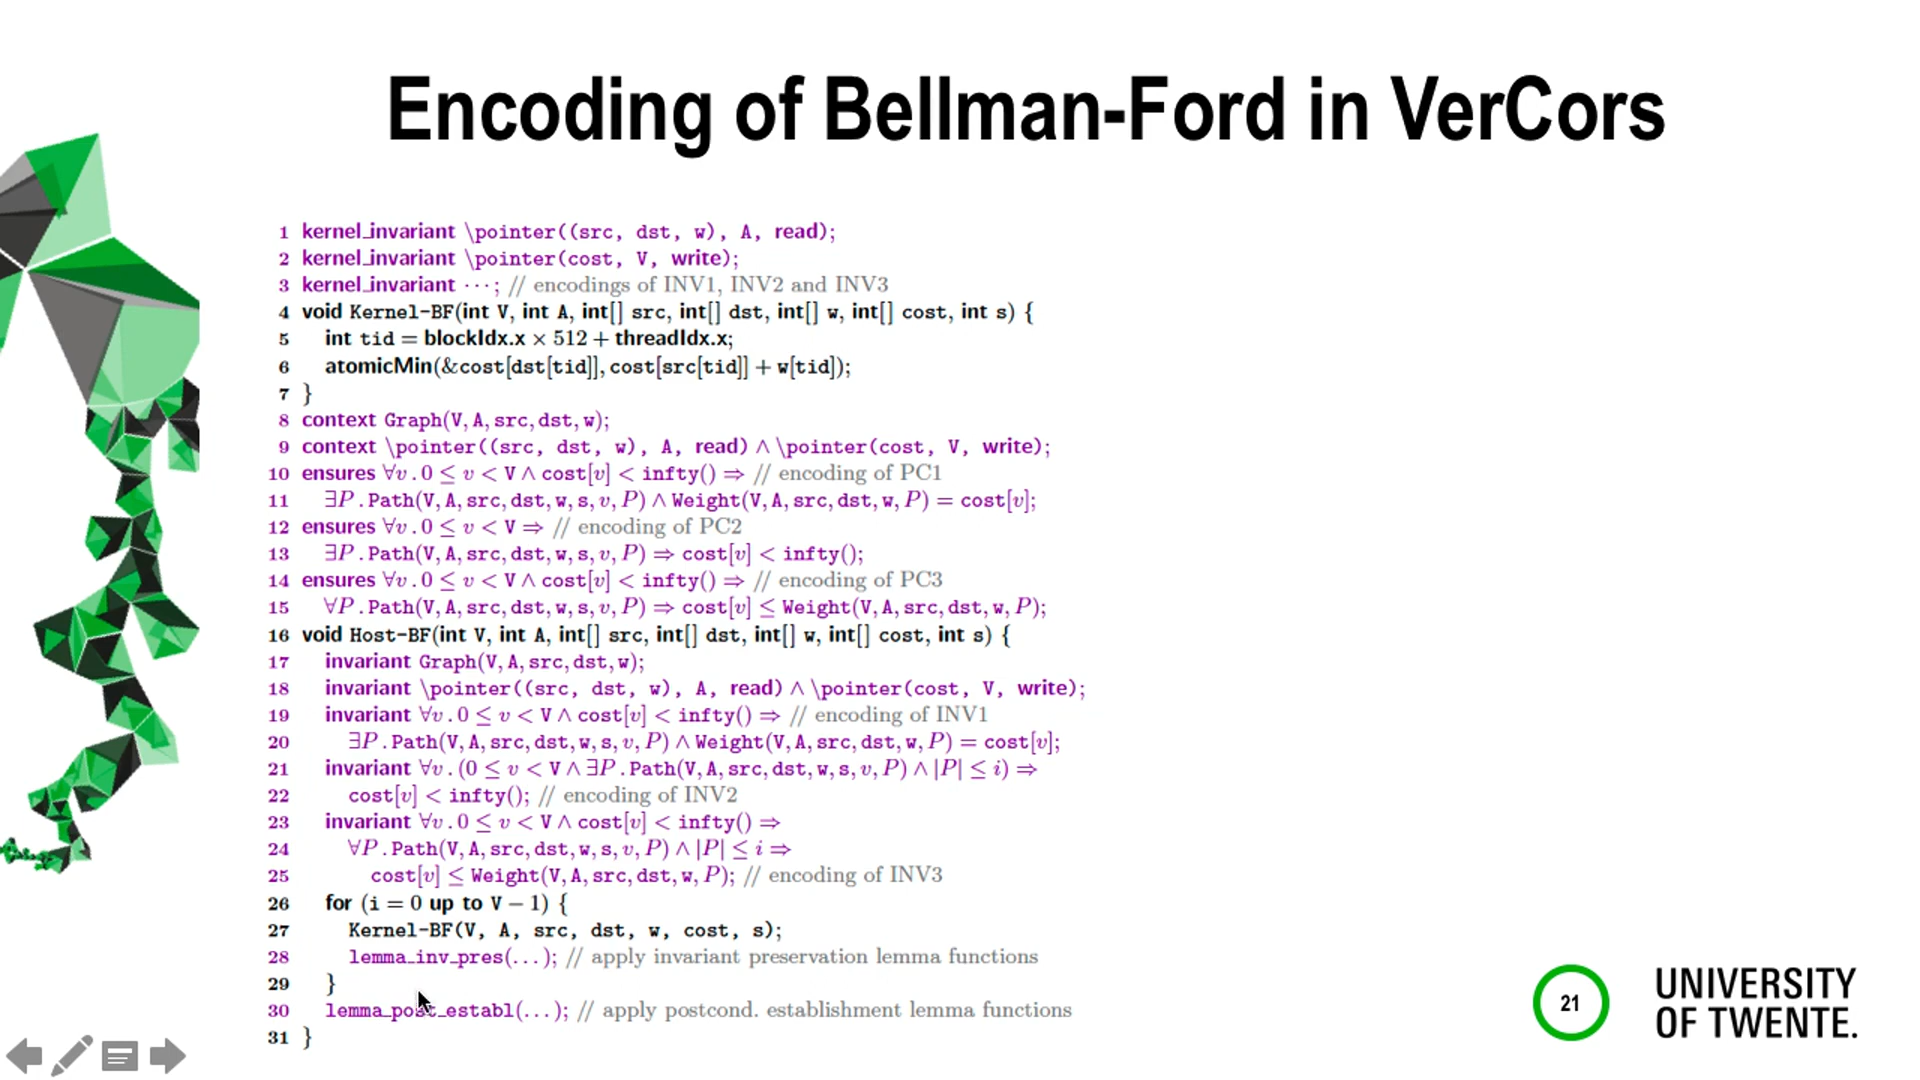 Encoding of Bellman-Ford in VerCors
1 kernel_invariant \pointer((src, dst, w), A, read);
2 kernel_invariant \pointer(cost, V, write);
3 kernel_invariant ···; // encodings of INV1, INV2 and INV3
4 void Kernel-BF(int V, int A, int[] src, int[] dst, int[] w, int[] cost, int s) {
5 int tid = blockIdx.x × 512 + threadIdx.x;
6 atomicMin(&cost[dst[tid]], cost[src[tid]] + w[tid]);
7 }
8 context Graph(V, A, src, dst, w);
9 context \pointer((src, dst, w), A, read) ∧ \pointer(cost, V, write);
10 ensures ∀v . 0 ≤ v < V ∧ cost[v] < infty() ⇒ // encoding of PC1
11 ∃P . Path(V, A, src, dst, w, s, v, P) ∧ Weight(V, A, src, dst, w, P) = cost[v];
12 ensures ∀v . 0 ≤ v < V ⇒ // encoding of PC2
13 ∃P . Path(V, A, src, dst, w, s, v, P) ⇒ cost[v] < infty();
14 ensures ∀v . 0 ≤ v < V ∧ cost[v] < infty() ⇒ // encoding of PC3
15 ∀P . Path(V, A, src, dst, w, s, v, P) ⇒ cost[v] ≤ Weight(V, A, src, dst, w, P);
16 void Host-BF(int V, int A, int[] src, int[] dst, int[] w, int[] cost, int s) {
17 invariant Graph(V, A, src, dst, w);
18 invariant \pointer((src, dst, w), A, read) ∧ \pointer(cost, V, write);
19 invariant ∀v . 0 ≤ v < V ∧ cost[v] < infty() ⇒ // encoding of INV1
20 ∃P . Path(V, A, src, dst, w, s, v, P) ∧ Weight(V, A, src, dst, w, P) = cost[v];
21 invariant ∀v . (0 ≤ v < V ∧ ∃P . Path(V, A, src, dst, w, s, v, P) ∧ |P| ≤ i) ⇒
22 cost[v] < infty(); // encoding of INV2
23 invariant ∀v . 0 ≤ v < V ∧ cost[v] < infty() ⇒
24 ∀P . Path(V, A, src, dst, w, s, v, P) ∧ |P| ≤ i ⇒
25 cost[v] ≤ Weight(V, A, src, dst, w, P); // encoding of INV3
26 for (i = 0 up to V − 1) {
27 Kernel-BF(V, A, src, dst, w, cost, s);
28 lemma_inv_pres(...); // apply invariant preservation lemma functions
29 }
30 lemma_post_establ(...); // apply postcond. establishment lemma functions
31 }
21
UNIVERSITY
OF TWENTE.